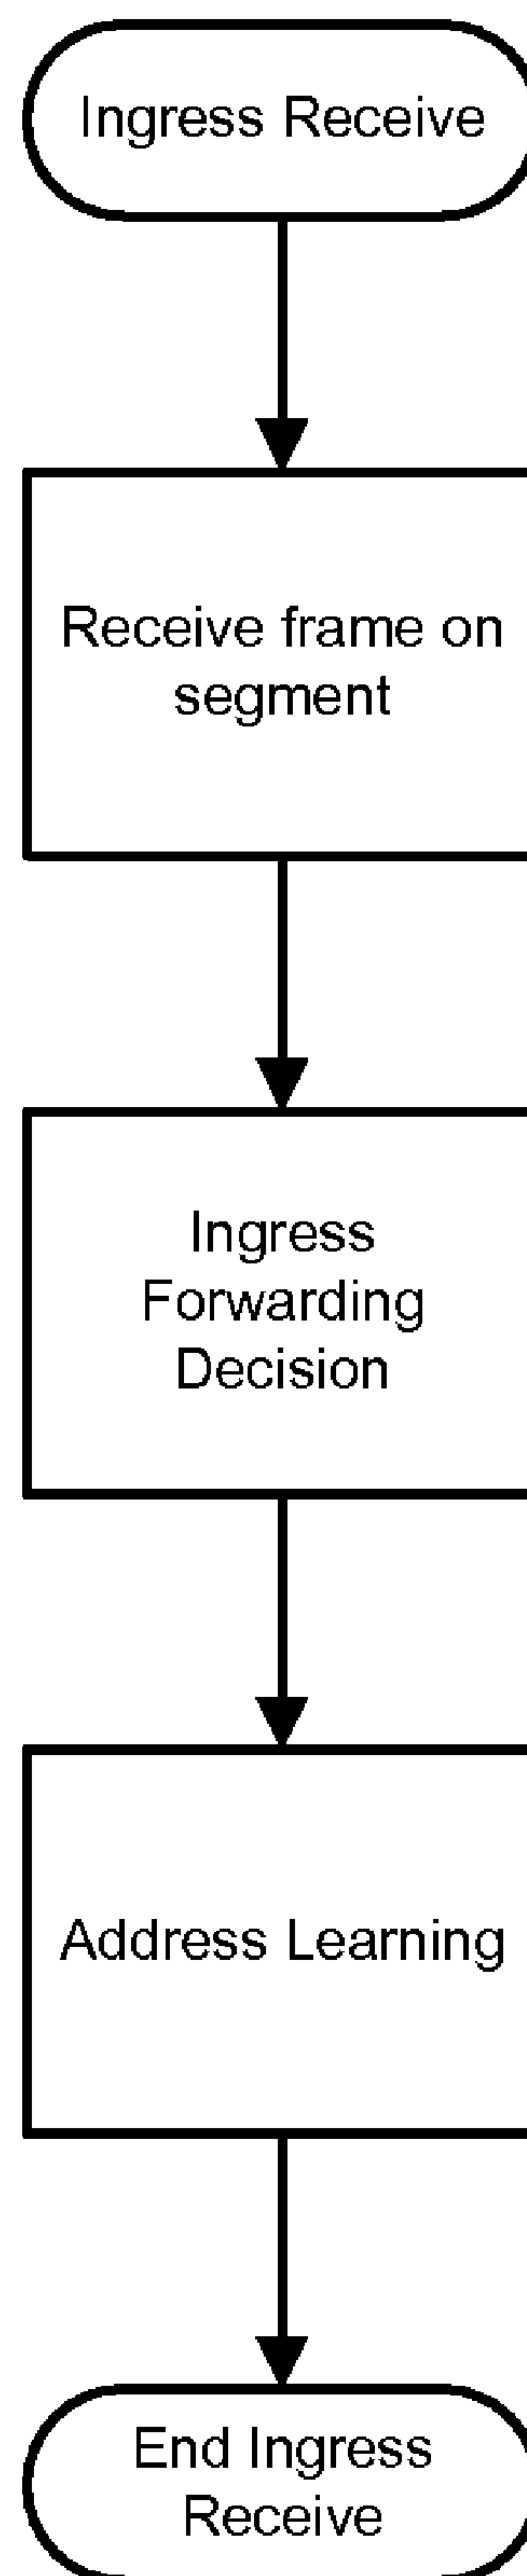 Ingress Receive
Receive frame on
segment
Ingress
Forwarding
Decision
Address Learning
End Ingress
Receive